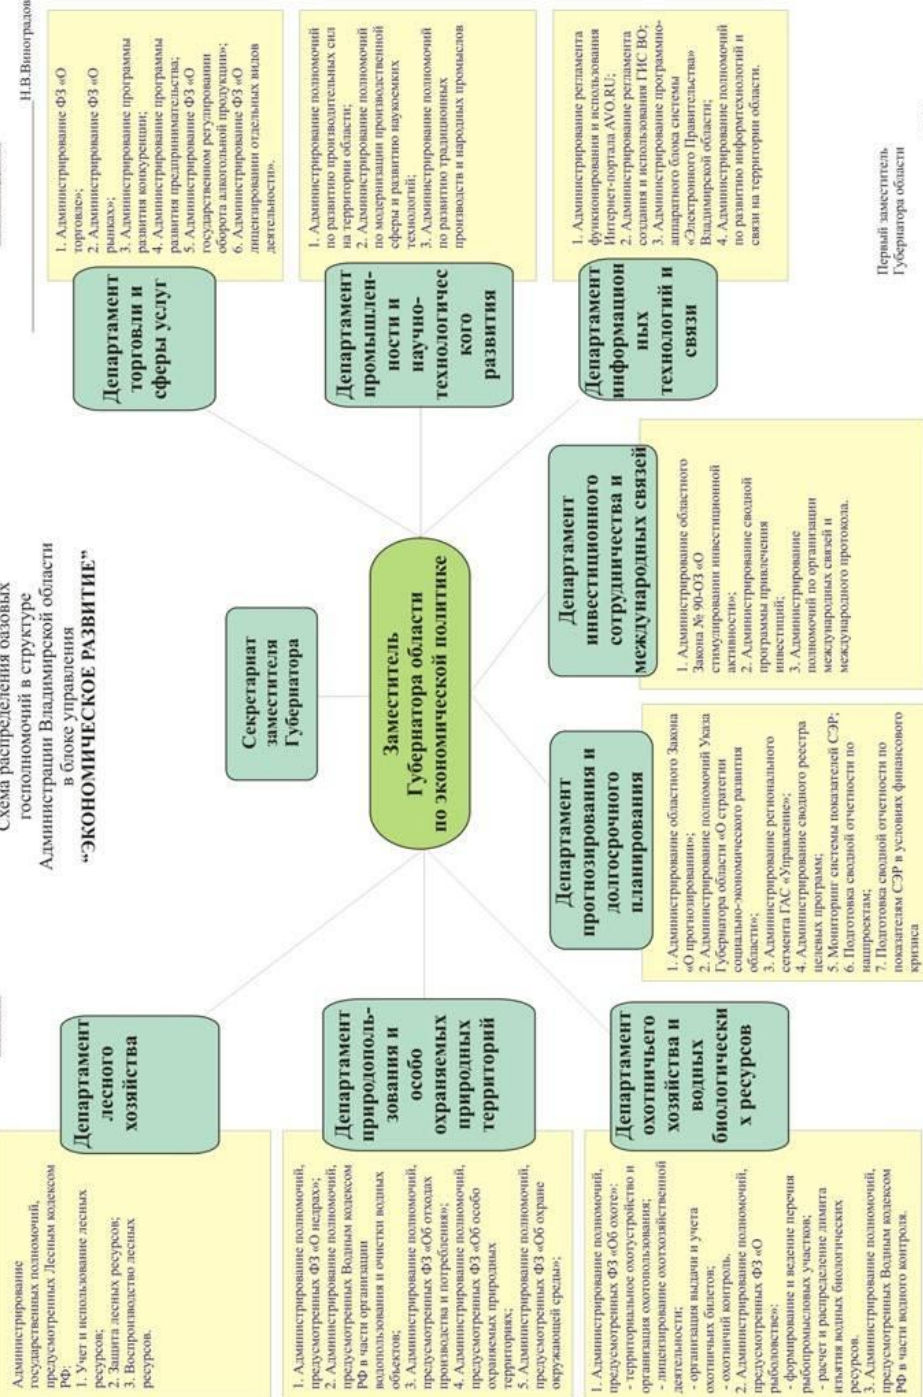 Н.В.Виноградов
Схема распределения базовых
госполномочий в структуре
Администрации Владимирской области
в блоке управления
“ЭКОНОМИЧЕСКОЕ РАЗВИТИЕ”
Секретариат
заместителя
Губернатора
Заместитель
Губернатора области
по экономической политике
Департамент
лесного
хозяйства
Администрирование
государственных полномочий,
предусмотренных Лесным кодексом
РФ:
1. Учет и использование лесных
ресурсов;
2. Защита лесных ресурсов;
3. Воспроизводство лесных
ресурсов.
Департамент
природополь-
зования и
особо
охраняемых
природных
территорий
1. Администрирование полномочий,
предусмотренных ФЗ «О недрах»;
2. Администрирование полномочий,
предусмотренных Водным кодексом
РФ в части организации
водопользования и очистки водных
объектов;
3. Администрирование полномочий,
предусмотренных ФЗ «Об отходах
производства и потребления»;
4. Администрирование полномочий,
предусмотренных ФЗ «Об особо
охраняемых природных
территориях;
5. Администрирование полномочий,
предусмотренных ФЗ «Об охране
окружающей среды»;
Департамент
охотничьего
хозяйства и
водных
биологически
х ресурсов
1. Администрирование полномочий,
предусмотренных ФЗ «Об охоте»:
- территориальное охотустройство и
организация охотопользования;
- лицензирование охотхозяйственной
деятельности;
- организация выдачи и учета
охотничьих билетов;
- охотничий контроль.
2. Администрирование полномочий,
предусмотренных ФЗ «О
рыболовстве»:
- формирование и ведение перечня
рыбопромысловых участков;
- расчет и распределение лимита
изъятия водных биологических
ресурсов.
3. Администрирование полномочий,
предусмотренных Водным кодексом
РФ в части водного контроля.
Департамент
прогнозирования и
долгосрочного
планирования
1. Администрирование областного Закона
«О прогнозировании»;
2. Администрирование полномочий Указа
Губернатора области «О стратегии
социально-экономического развития
области»;
3. Администрирование регионального
сегмента ГАС «Управление»;
4. Администрирование сводного реестра
целевых программ;
5. Мониторинг системы показателей СЭР;
6. Подготовка сводной отчетности по
нацпроектам;
7. Подготовка сводной отчетности по
показателям СЭР в условиях финансового
кризиса
Департамент
инвестиционного
сотрудничества и
международных связей
1. Администрирование областного
Закона № 90-ОЗ «О
стимулировании инвестиционной
активности»;
2. Администрирование сводной
программы привлечения
инвестиций;
3. Администрирование
полномочий по организации
международных связей и
международного протокола.
Департамент
торговли и
сферы услуг
1. Администрирование ФЗ «О
торговле»;
2. Администрирование ФЗ «О
рынках»;
3. Администрирование программы
развития конкуренции;
4. Администрирование программы
развития предпринимательства;
5. Администрирование ФЗ «О
государственном регулировании
оборота алкогольной продукции»;
6. Администрирование ФЗ «О
лицензировании отдельных видов
деятельности».
Департамент
промышлен-
ности и
научно-
технологичес
кого
развития
1. Администрирование полномочий
по развитию производительных сил
на территории области;
2. Администрирование полномочий
по модернизации производственной
сферы и развитию наукоемких
технологий;
3. Администрирование полномочий
по развитию традиционных
производств и народных промыслов
Департамент
информацион
ных
технологий и
связи
1. Администрирование регламента
функционирования и использования
Интернет-портала AVO.RU;
2. Администрирование регламента
создания и использования ГИС ВО;
3. Администрирование программно-
аппаратного блока системы
«Электронного Правительства»
Владимирской области;
4. Администрирование полномочий
по развитию информтехнологий и
связи на территории области.
Первый заместитель
Губернатора области